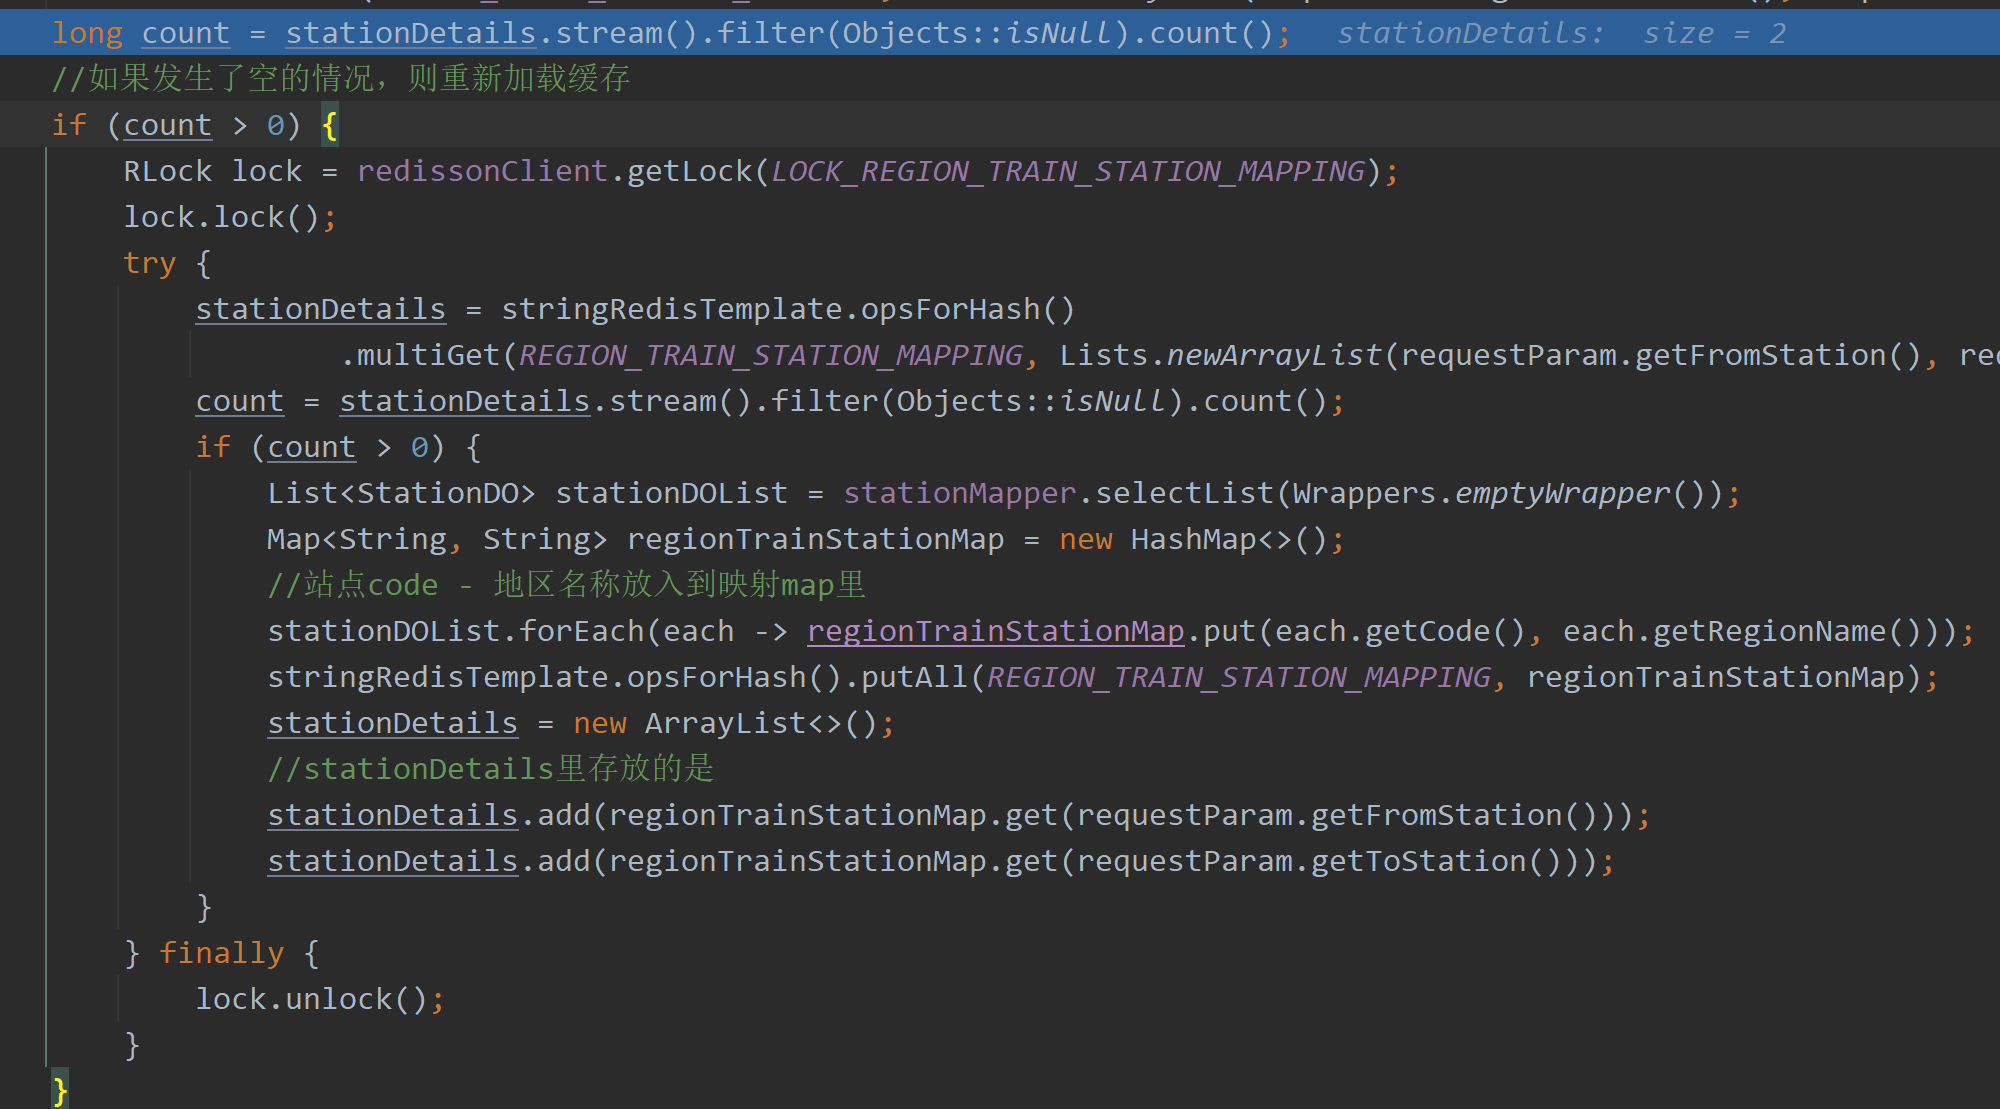 long count = stationDetails.stream().filter(Objects::isNull).count(); stationDetails: size = 2
//如果发生了空的情况，则重新加载缓存
if (count > 0) {
RLock lock = redissonClient.getLock(LOCK_REGION_TRAIN_STATION_MAPPING);
lock.lock();
try {
stationDetails = stringRedisTemplate.opsForHash()
.multiGet(REGION_TRAIN_STATION_MAPPING, Lists.newArrayList(requestParam.getFromStation(),
count = stationDetails.stream().filter(Objects::isNull).count();
if (count > 0) {
List<StationDO> stationDOList = stationMapper.selectList(Wrappers.emptyWrapper());
Map<String, String> regionTrainStationMap = new HashMap<>();
//站点code - 地区名称放入到映射map里
stationDOList.forEach(each -> regionTrainStationMap.put(each.getCode(), each.getRegionName()));
stringRedisTemplate.opsForHash().putAll(REGION_TRAIN_STATION_MAPPING, regionTrainStationMap);
stationDetails = new ArrayList<>();
//stationDetails里存放的是
stationDetails.add(regionTrainStationMap.get(requestParam.getFromStation()));
stationDetails.add(regionTrainStationMap.get(requestParam.getToStation()));
}
} finally {
lock.unlock();
}
}